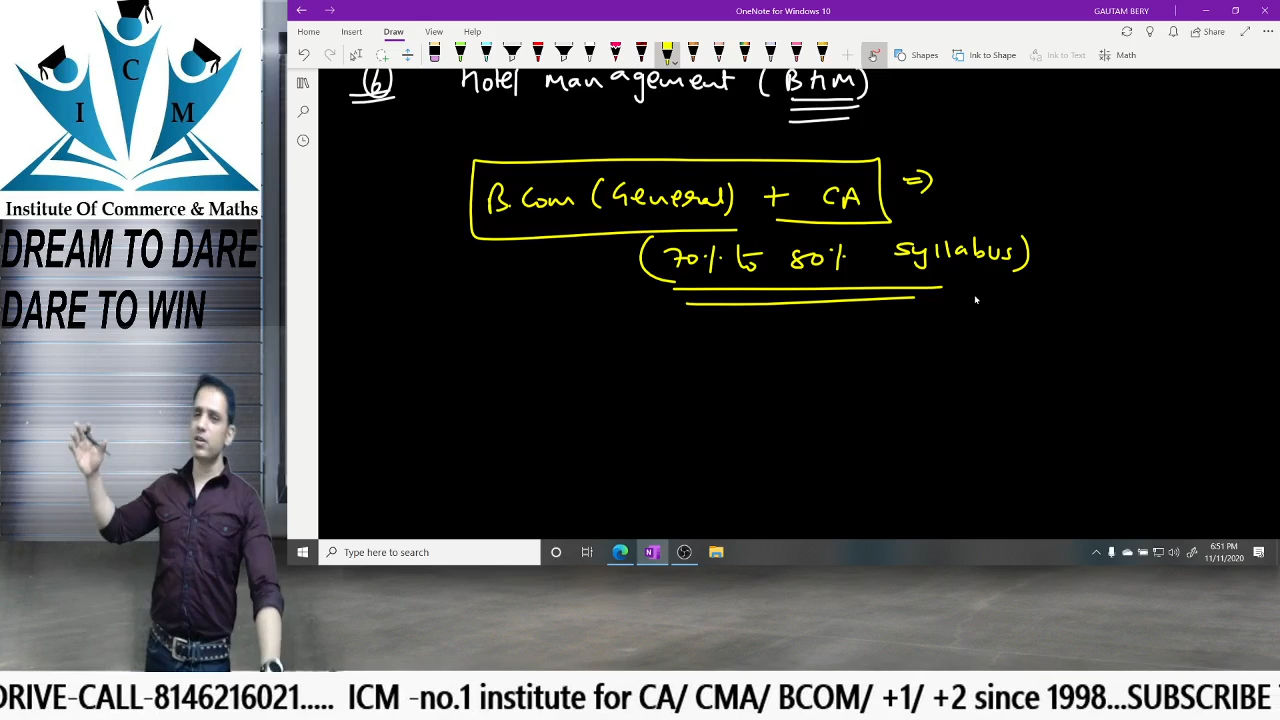 C
I M
Institute Of Commerce & Maths
DREAM TO DARE
DARE TO WIN
OneNote for Windows 10
GAUTAM BERY
Home Insert Draw View Help
Share
Shapes Ink to Shape Ink to Text Math
(6) Hotel Management (BHM)
B.Com (General) + CA ⇒
(70% to 80% syllabus)
Type here to search
6:51 PM
11/11/2020
DRIVE-CALL-8146216021..... ICM -no.1 institute for CA/ CMA/ BCOM/ +1/ +2 since 1998...SUBSCRIBE